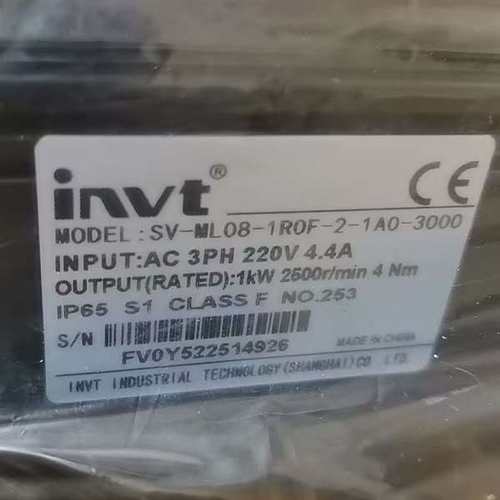 invt®
CE
MODEL:SV-ML08-1R0F-2-1A0-3000
INPUT:AC 3PH 220V 4.4A
OUTPUT(RATED):1kW 2500r/min 4 Nm
IP65 S1 CLASS F NO.253
S/N
FV0Y522514926
MADE IN CHINA
INVT INDUSTRIAL TECHNOLOGY(SHANGHAI)CO., LTD.